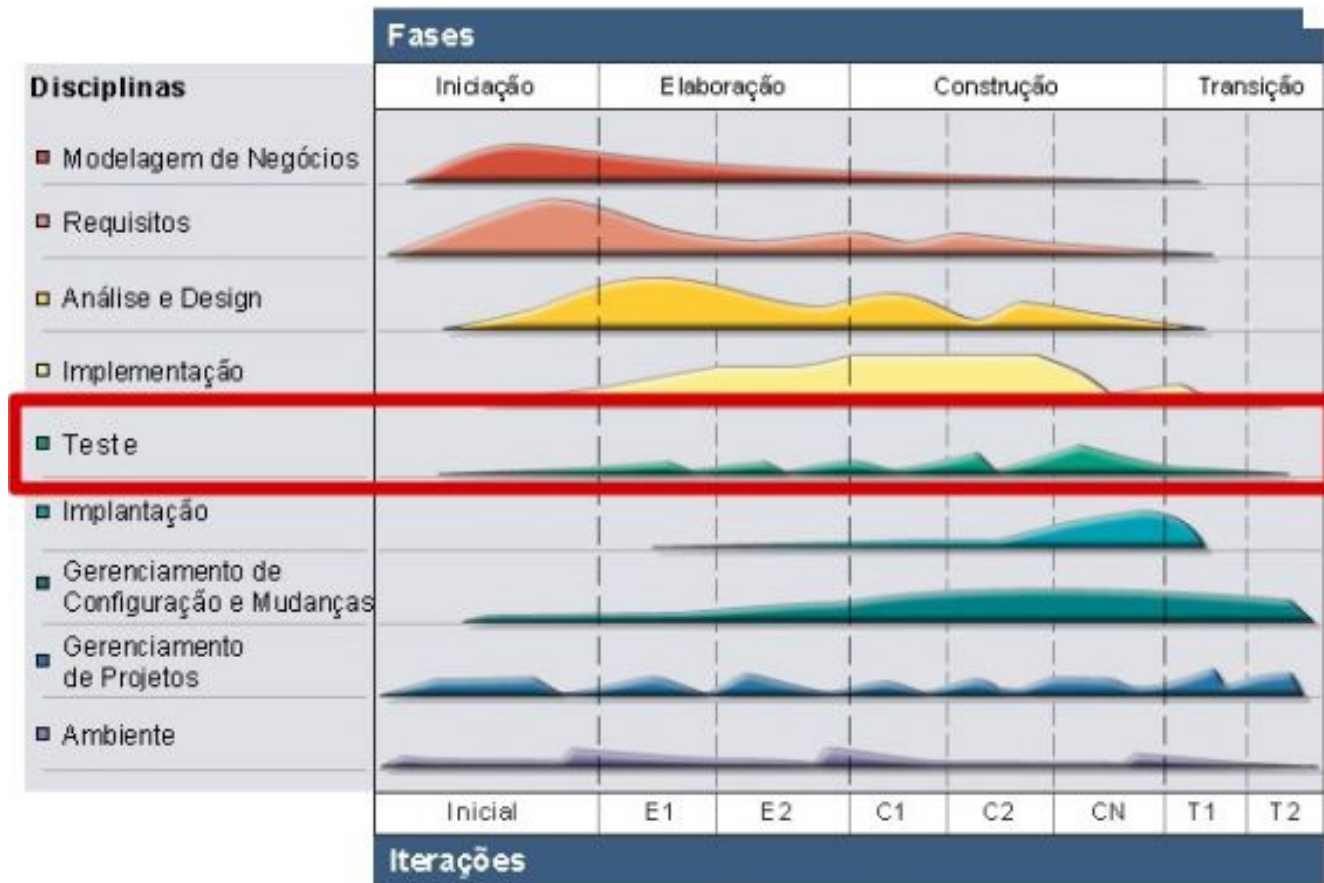 Fases
Disciplinas
Iniciação Elaboração Construção Transição
Modelagem de Negócios
Requisitos
Análise e Design
Implementação
Teste
Implantação
Gerenciamento de
Configuração e Mudanças
Gerenciamento
de Projetos
Ambiente
Inicial E1 E2 C1 C2 CN T1 T2
Iterações